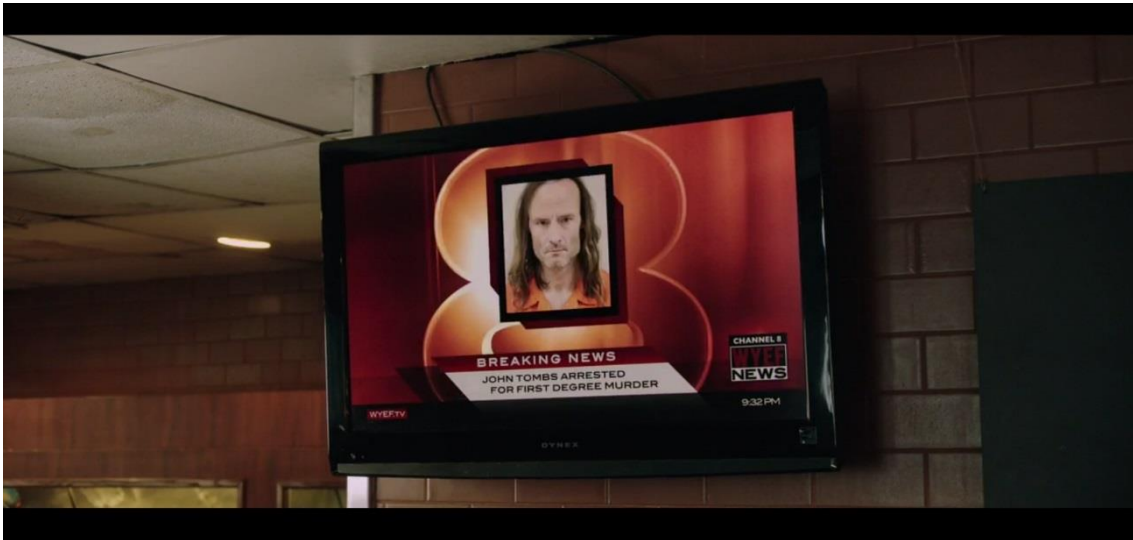 BREAKING NEWS
JOHN TOMBS ARRESTED
FOR FIRST DEGREE MURDER
CHANNEL 8
WYEF
NEWS
WYEF.TV
9:32 PM
DYNEX